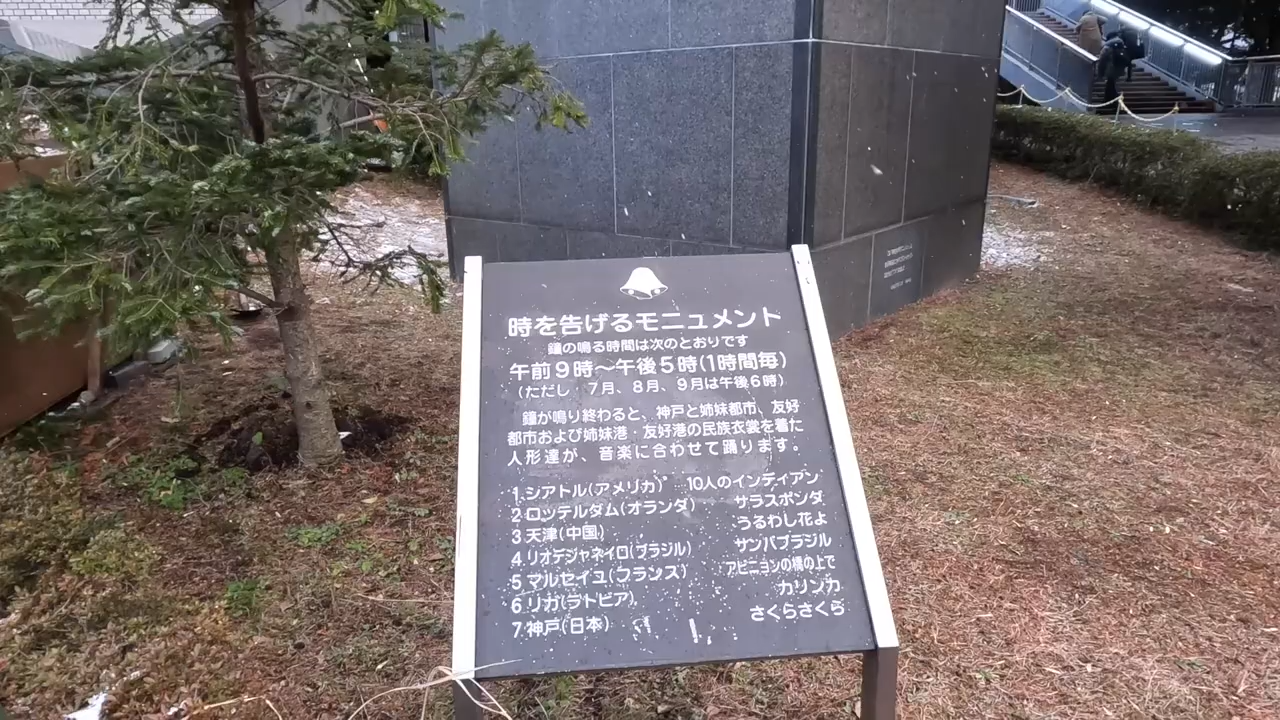 時を告げるモニュメント
鐘の鳴る時間は次のとおりです
午前9時〜午後5時(1時間毎)
(ただし 7月、8月、9月は午後6時)
鐘が鳴り終わると、神戸と姉妹都市、友好
都市および姉妹港・友好港の民族衣裳を着た
人形達が、音楽に合わせて踊ります。
1.シアトル(アメリカ) 10人のインディアン
2 ロッテルダム(オランダ) サラスポンダ
3 天津(中国) うるわし花よ
4 リオデジャネイロ(ブラジル) サンバブラジル
5 マルセイユ(フランス) アビニヨンの橋の上で
6 リガ(ラトビア) カリンカ
7 神戸(日本) さくらさくら